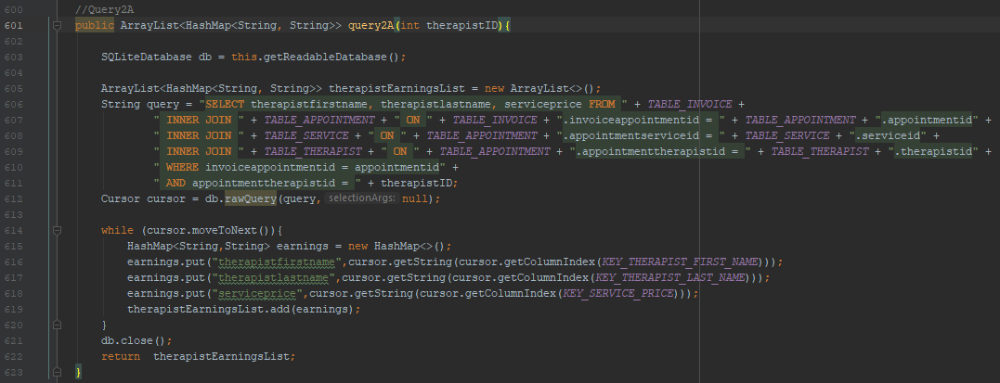 600 //Query2A
601 public ArrayList<HashMap<String, String>> query2A(int therapistID){
602
603 SQLiteDatabase db = this.getReadableDatabase();
604
605 ArrayList<HashMap<String, String>> therapistEarningsList = new ArrayList<>();
606 String query = "SELECT therapistfirstname, therapistlastname, serviceprice FROM " + TABLE_INVOICE +
607 " INNER JOIN " + TABLE_APPOINTMENT + " ON " + TABLE_INVOICE + ".invoiceappointmentid = " + TABLE_APPOINTMENT + ".appointmentid" +
608 " INNER JOIN " + TABLE_SERVICE + " ON " + TABLE_APPOINTMENT + ".appointmentserviceid = " + TABLE_SERVICE + ".serviceid" +
609 " INNER JOIN " + TABLE_THERAPIST + " ON " + TABLE_APPOINTMENT + ".appointmenttherapistid = " + TABLE_THERAPIST + ".therapistid" +
610 " WHERE invoiceappointmentid = appointmentid" +
611 " AND appointmenttherapistid = " + therapistID;
612 Cursor cursor = db.rawQuery(query, selectionArgs: null);
613
614 while (cursor.moveToNext()){
615 HashMap<String,String> earnings = new HashMap<>();
616 earnings.put("therapistfirstname",cursor.getString(cursor.getColumnIndex(KEY_THERAPIST_FIRST_NAME)));
617 earnings.put("therapistlastname",cursor.getString(cursor.getColumnIndex(KEY_THERAPIST_LAST_NAME)));
618 earnings.put("serviceprice",cursor.getString(cursor.getColumnIndex(KEY_SERVICE_PRICE)));
619 therapistEarningsList.add(earnings);
620 }
621 db.close();
622 return therapistEarningsList;
623 }